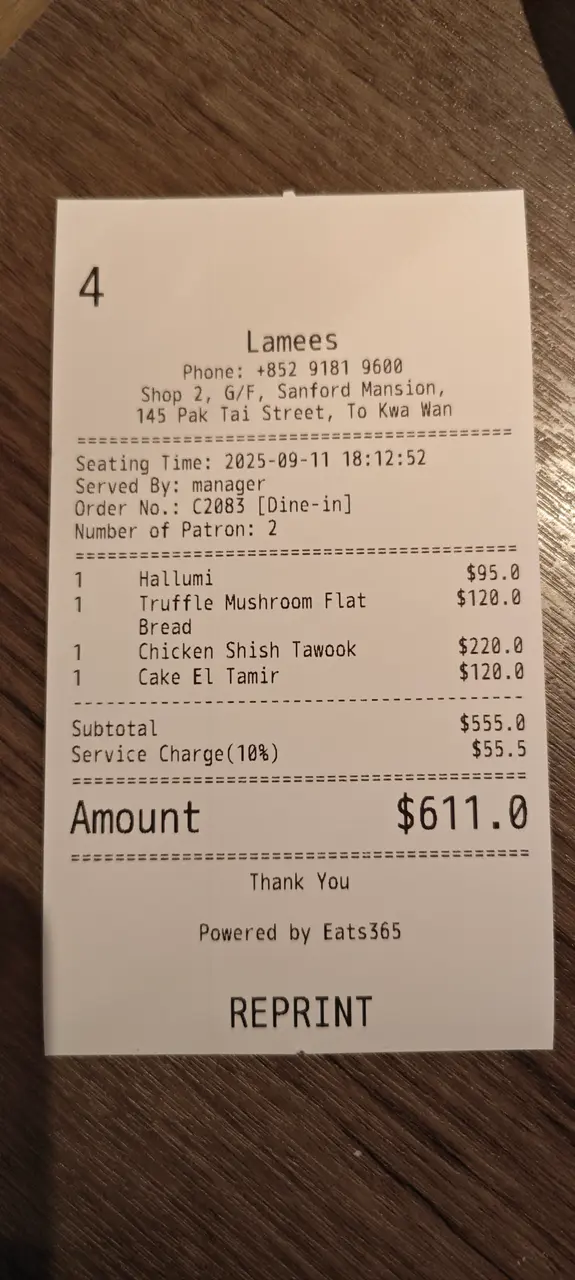 4
Lamees
Phone: +852 9181 9600
Shop 2, G/F, Sanford Mansion,
145 Pak Tai Street, To Kwa Wan
==========================================
Seating Time: 2025-09-11 18:12:52
Served By: manager
Order No.: C2083 [Dine-in]
Number of Patron: 2
==========================================
1 Hallumi $95.0
1 Truffle Mushroom Flat $120.0
Bread
1 Chicken Shish Tawook $220.0
1 Cake El Tamir $120.0
------------------------------------------
Subtotal $555.0
Service Charge(10%) $55.5
==========================================
Amount $611.0
==========================================
Thank You
Powered by Eats365
REPRINT